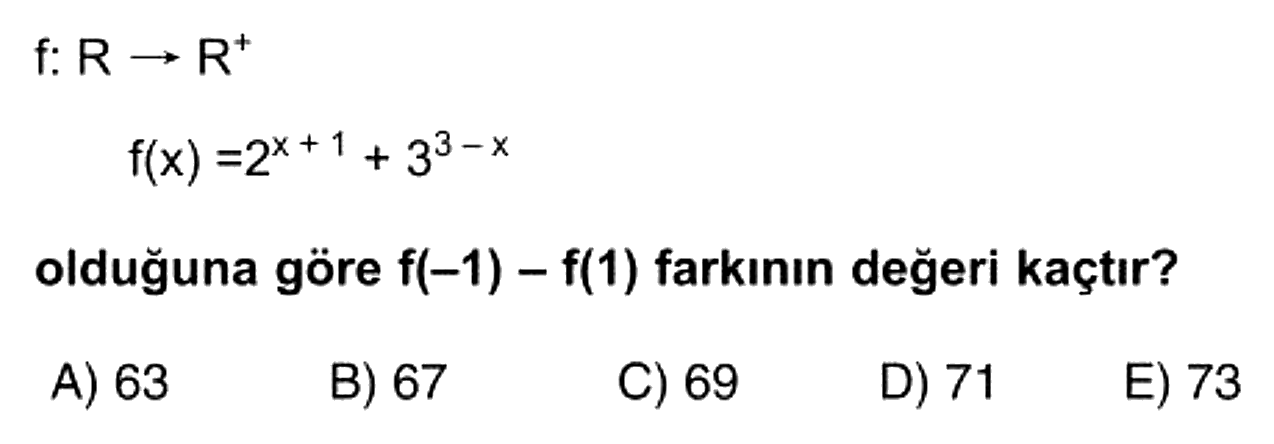 f: R → R⁺
f(x) =2ˣ ⁺ ¹ + 3³ ⁻ ˣ
olduğuna göre f(–1) – f(1) farkının değeri kaçtır?
A) 63 B) 67 C) 69 D) 71 E) 73